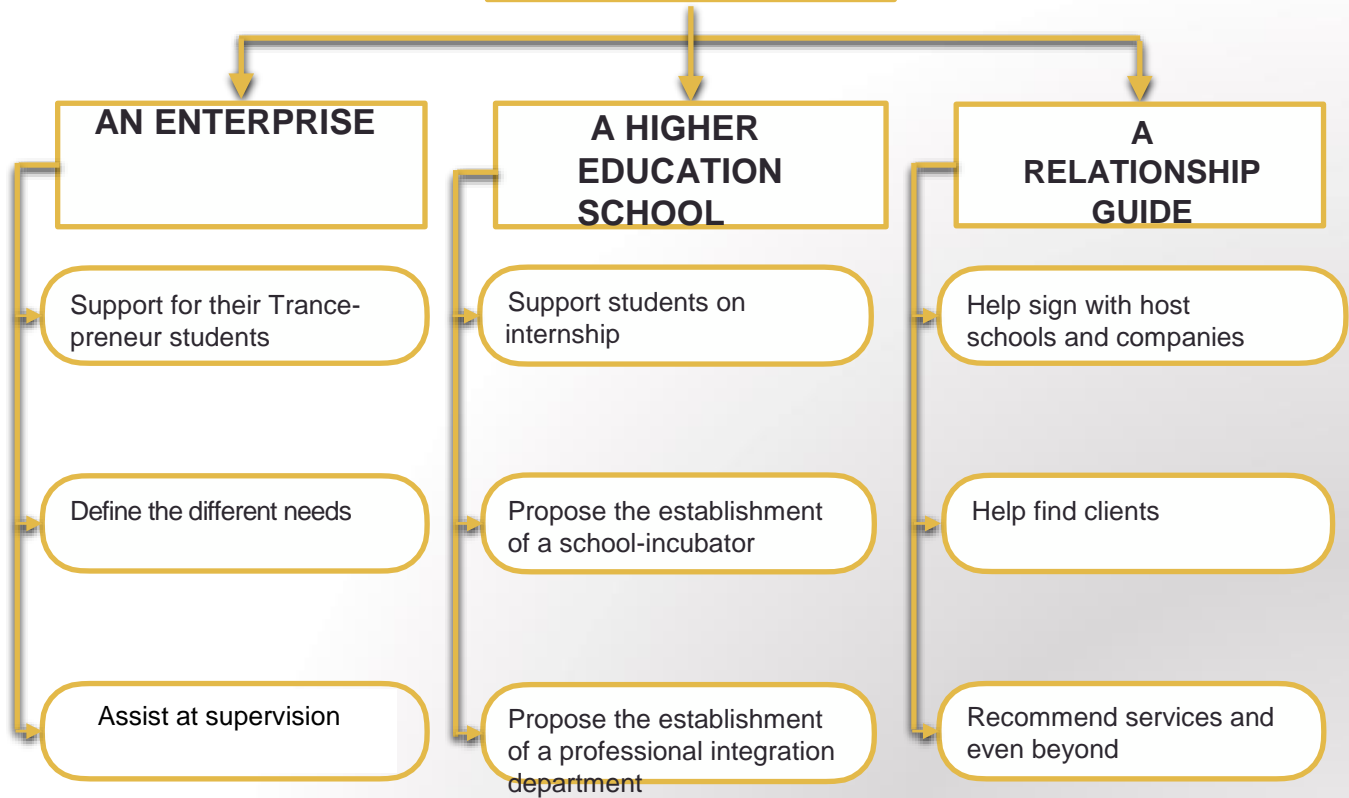 AN ENTERPRISE
Support for their Trance-
preneur students
Define the different needs
Assist at supervision
A HIGHER
EDUCATION
SCHOOL
Support students on
internship
Propose the establishment
of a school-incubator
Propose the establishment
of a professional integration
department
A
RELATIONSHIP
GUIDE
Help sign with host
schools and companies
Help find clients
Recommend services and
even beyond